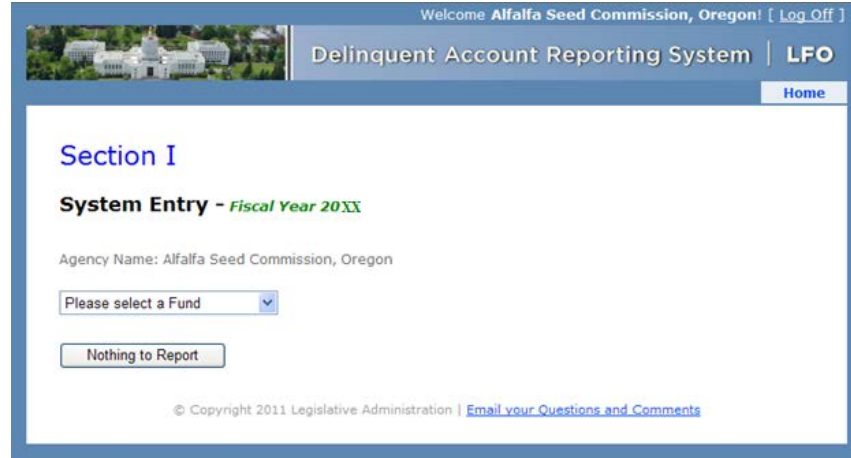 Welcome Alfalfa Seed Commission, Oregon! [ Log Off ]
Delinquent Account Reporting System | LFO
Home
Section I
System Entry - Fiscal Year 20XX
Agency Name: Alfalfa Seed Commission, Oregon
Please select a Fund
Nothing to Report
© Copyright 2011 Legislative Administration | Email your Questions and Comments